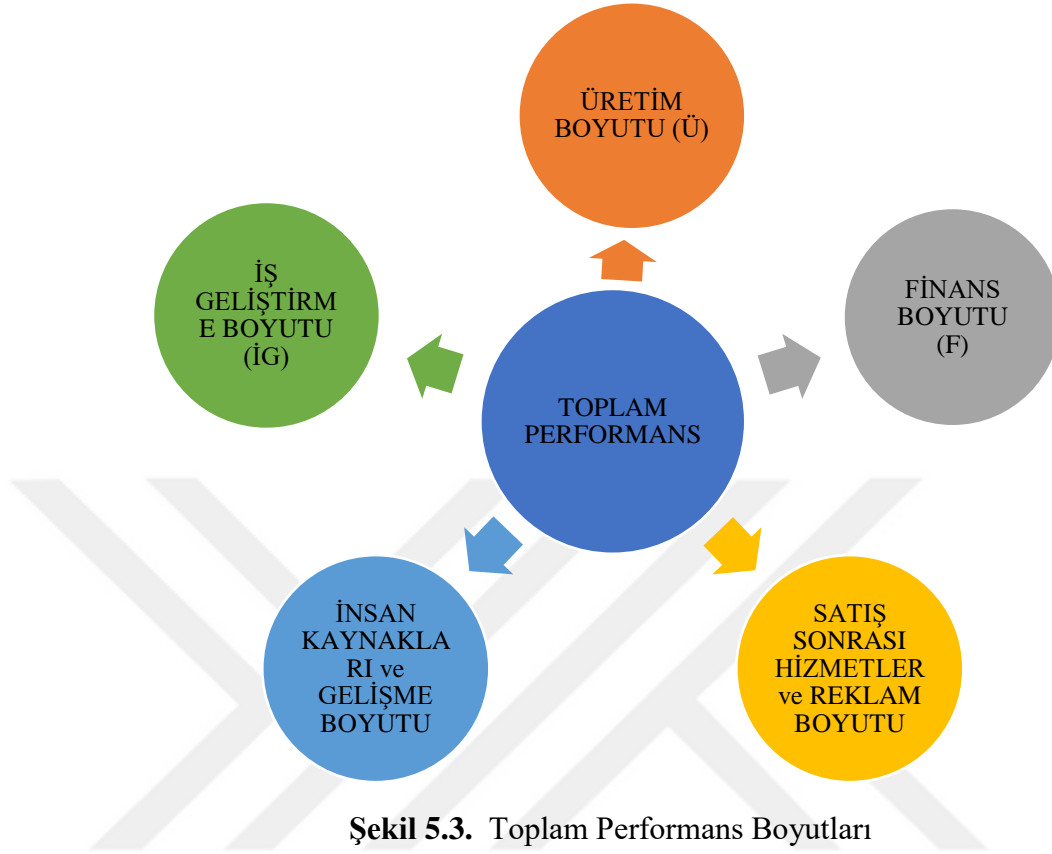 ÜRETİM
BOYUTU (Ü)
İŞ
GELİŞTİRM
E BOYUTU
(İG)
FİNANS
BOYUTU
(F)
TOPLAM
PERFORMANS
İNSAN
KAYNAKLA
RI ve
GELİŞME
BOYUTU
SATIŞ
SONRASI
HİZMETLER
ve REKLAM
BOYUTU
Şekil 5.3. Toplam Performans Boyutları